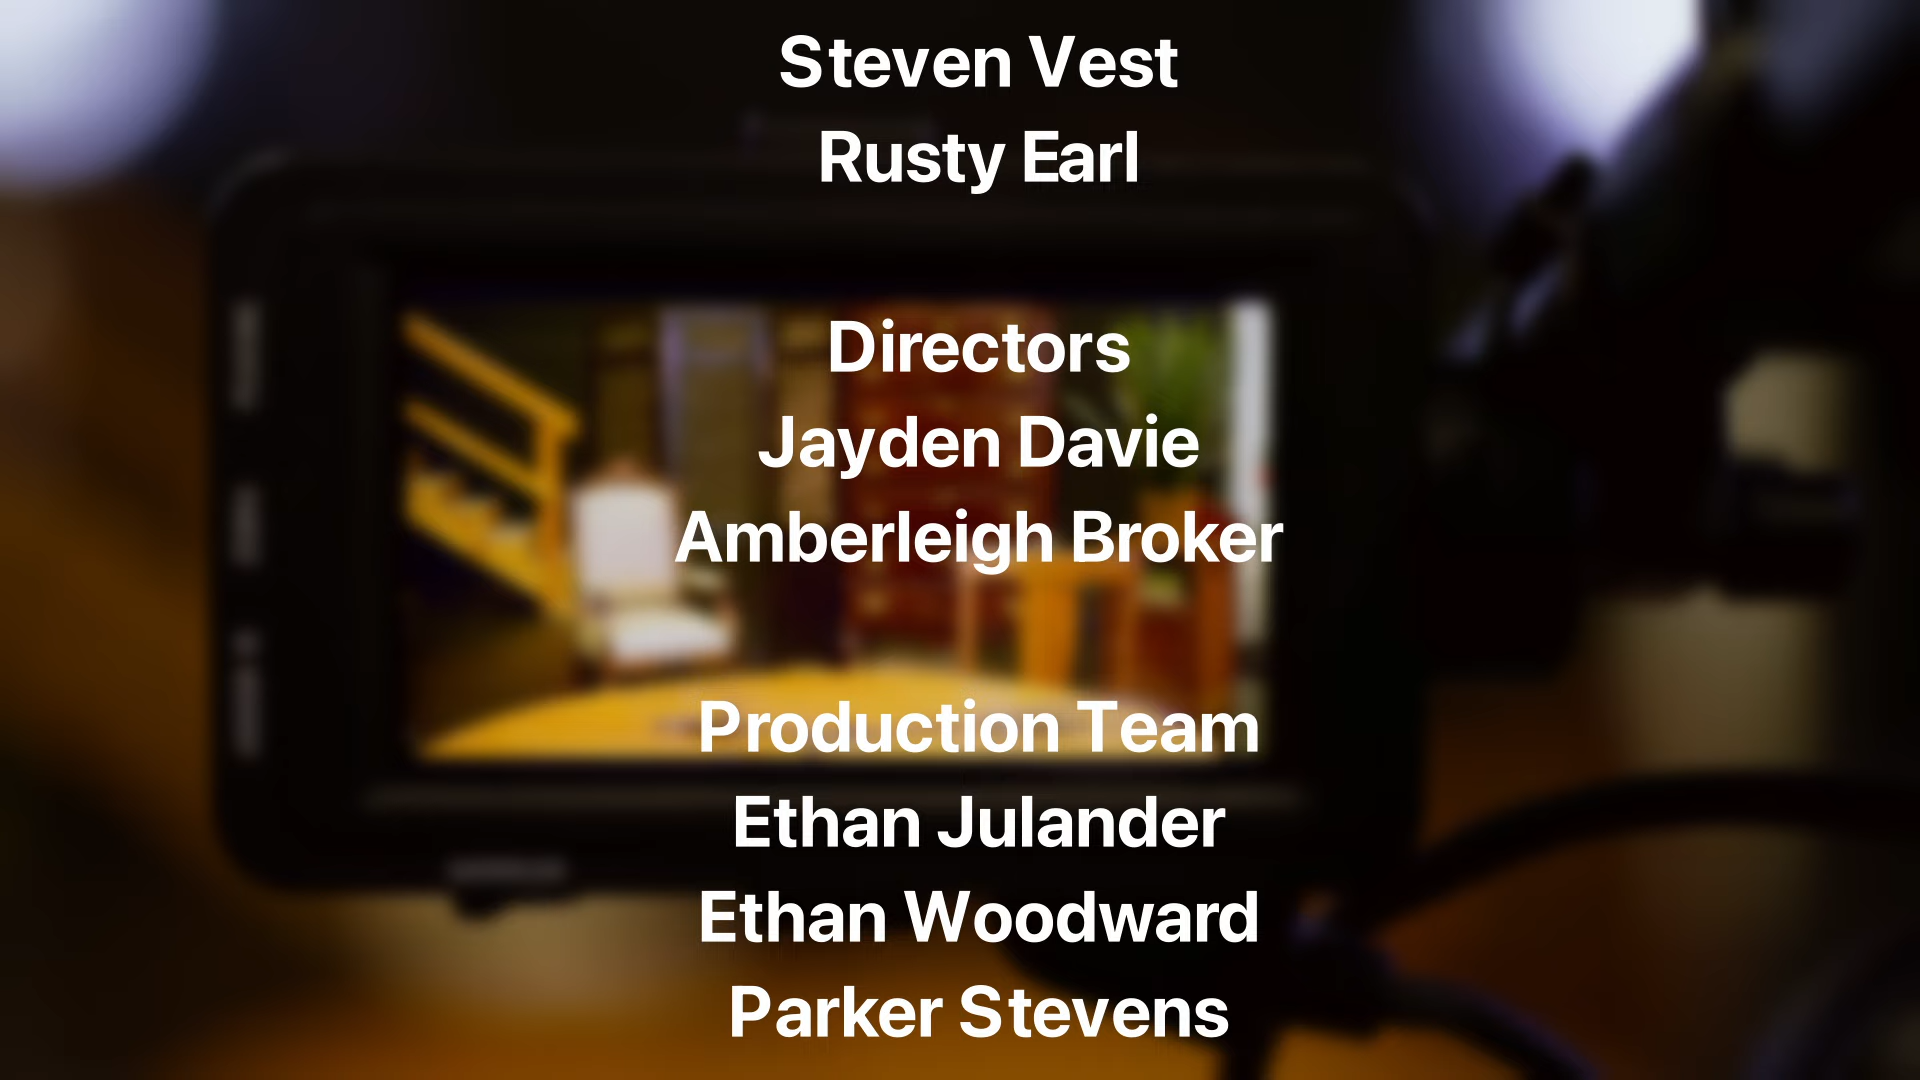 Steven Vest
Rusty Earl
Directors
Jayden Davie
Amberleigh Broker
Production Team
Ethan Julander
Ethan Woodward
Parker Stevens